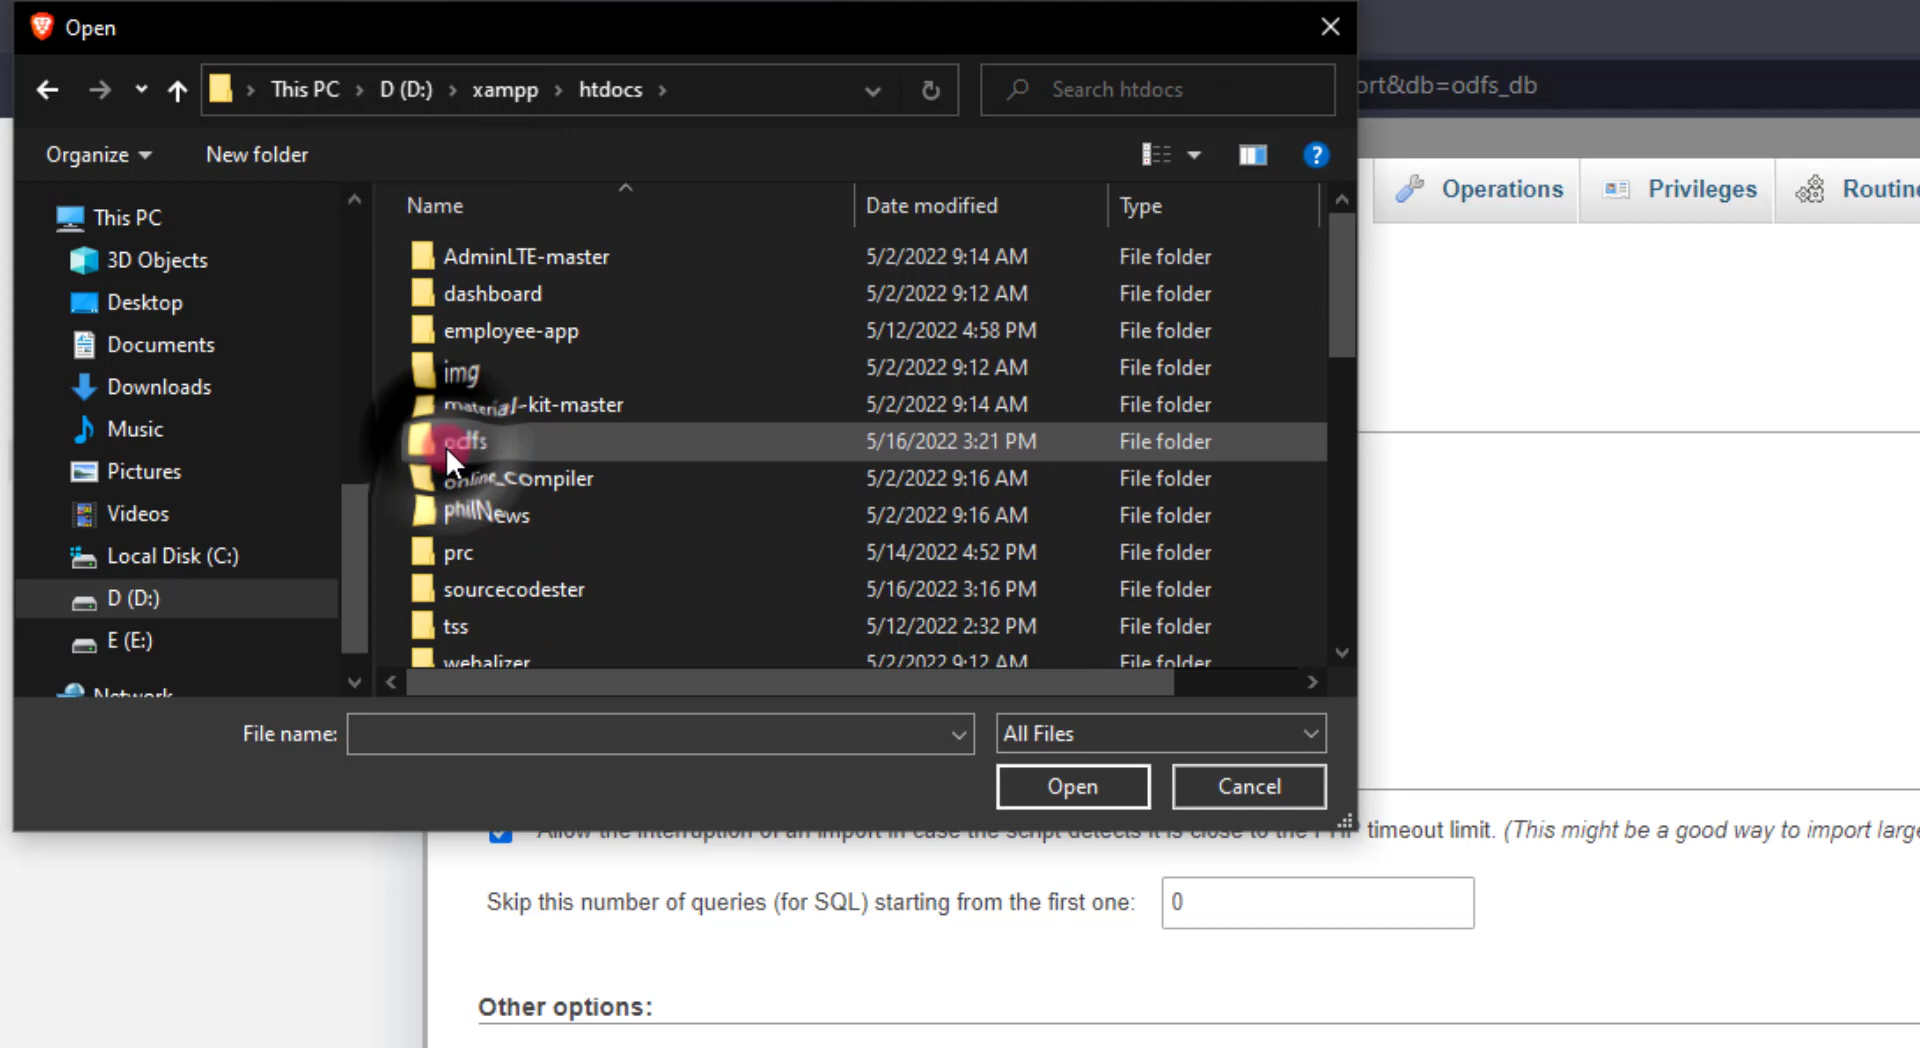 Open
ort&db=odfs_db
This PC > D (D:) > xampp > htdocs >
Search htdocs
Organize
New folder
?
Operations
Privileges
Routine
Name
Date modified
Type
This PC
3D Objects
Desktop
Documents
Downloads
Music
Pictures
Videos
Local Disk (C:)
D (D:)
E (E:)
Network
AdminLTE-master 5/2/2022 9:14 AM File folder
dashboard 5/2/2022 9:12 AM File folder
employee-app 5/12/2022 4:58 PM File folder
img 5/2/2022 9:12 AM File folder
material-kit-master 5/2/2022 9:14 AM File folder
odfs 5/16/2022 3:21 PM File folder
online_compiler 5/2/2022 9:16 AM File folder
philNews 5/2/2022 9:16 AM File folder
prc 5/14/2022 4:52 PM File folder
sourcecodester 5/16/2022 3:16 PM File folder
tss 5/12/2022 2:32 PM File folder
webalizer 5/2/2022 9:12 AM File folder
File name:
All Files
Open
Cancel
Allow the interruption of an import in case the script detects it is close to the PHP timeout limit. (This might be a good way to import large
Skip this number of queries (for SQL) starting from the first one: 0
Other options: